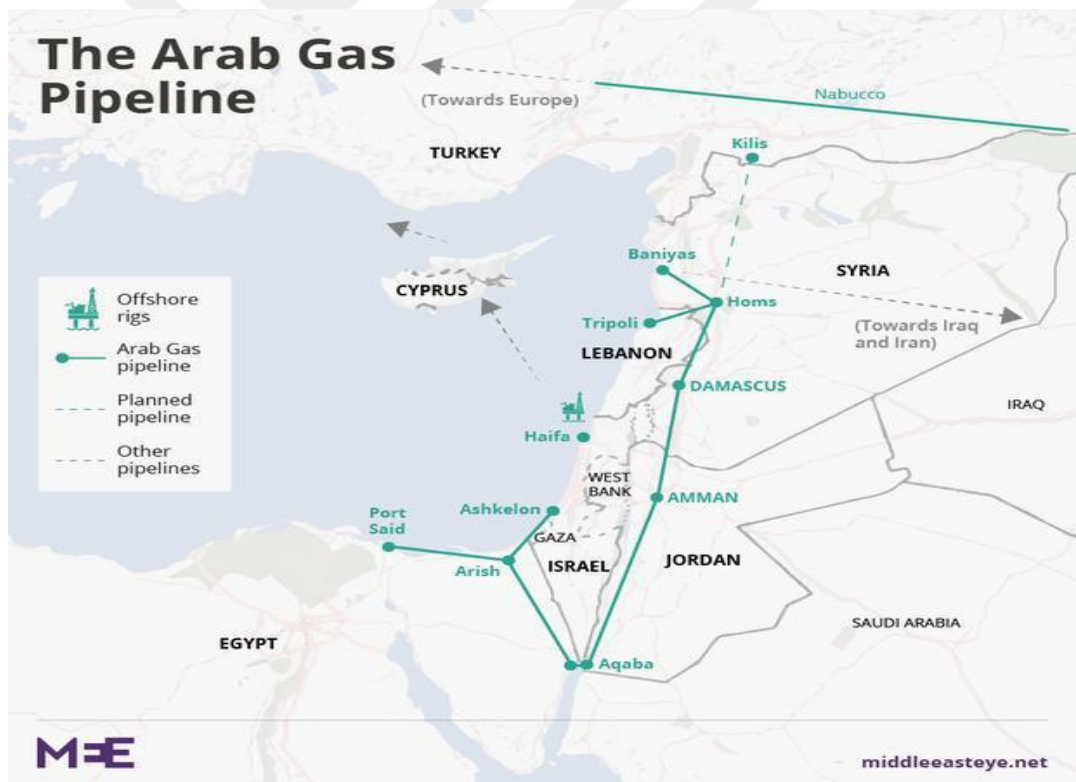 The Arab Gas
Pipeline
Nabucco
(Towards Europe)
TURKEY
Kilis
Baniyas
SYRIA
CYPRUS
Homs
Tripoli
(Towards Iraq
and Iran)
LEBANON
DAMASCUS
IRAQ
Offshore
rigs
Arab Gas
pipeline
Planned
pipeline
Other
pipelines
Haifa
WEST
BANK
AMMAN
Ashkelon
Port
Said
GAZA
Arish
ISRAEL
JORDAN
SAUDI ARABIA
EGYPT
Aqaba
MEE
middleeasteye.net